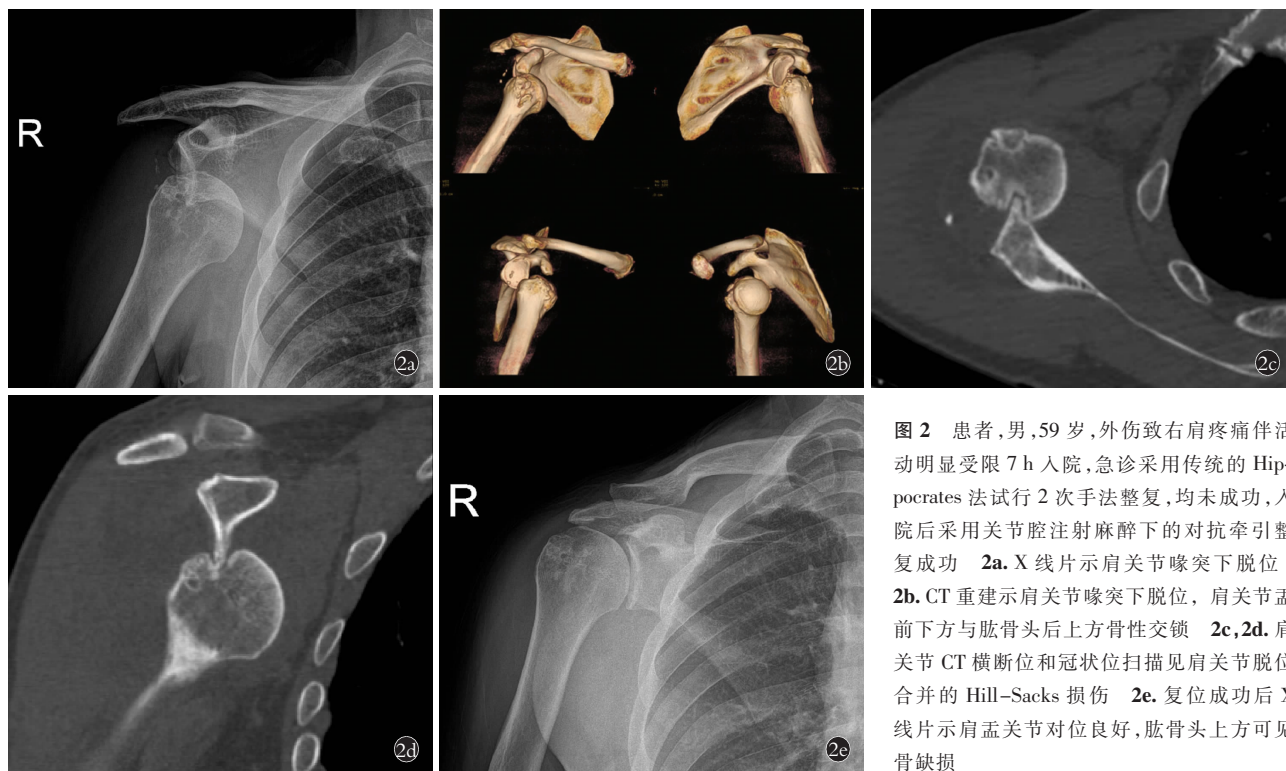 R
2a
2b
2c
2d
R
2e
图 2 患者,男,59 岁,外伤致右肩疼痛伴活
动明显受限 7 h 入院,急诊采用传统的 Hip-
pocrates 法试行 2 次手法整复,均未成功,入
院后采用关节腔注射麻醉下的对抗牵引整
复成功 2a. X 线片示肩关节喙突下脱位
2b. CT 重建示肩关节喙突下脱位, 肩关节盂
前下方与肱骨头后上方骨性交锁 2c,2d. 肩
关节 CT 横断位和冠状位扫描见肩关节脱位
合并的 Hill-Sacks 损伤 2e. 复位成功后 X
线片示肩盂关节对位良好,肱骨头上方可见
骨缺损